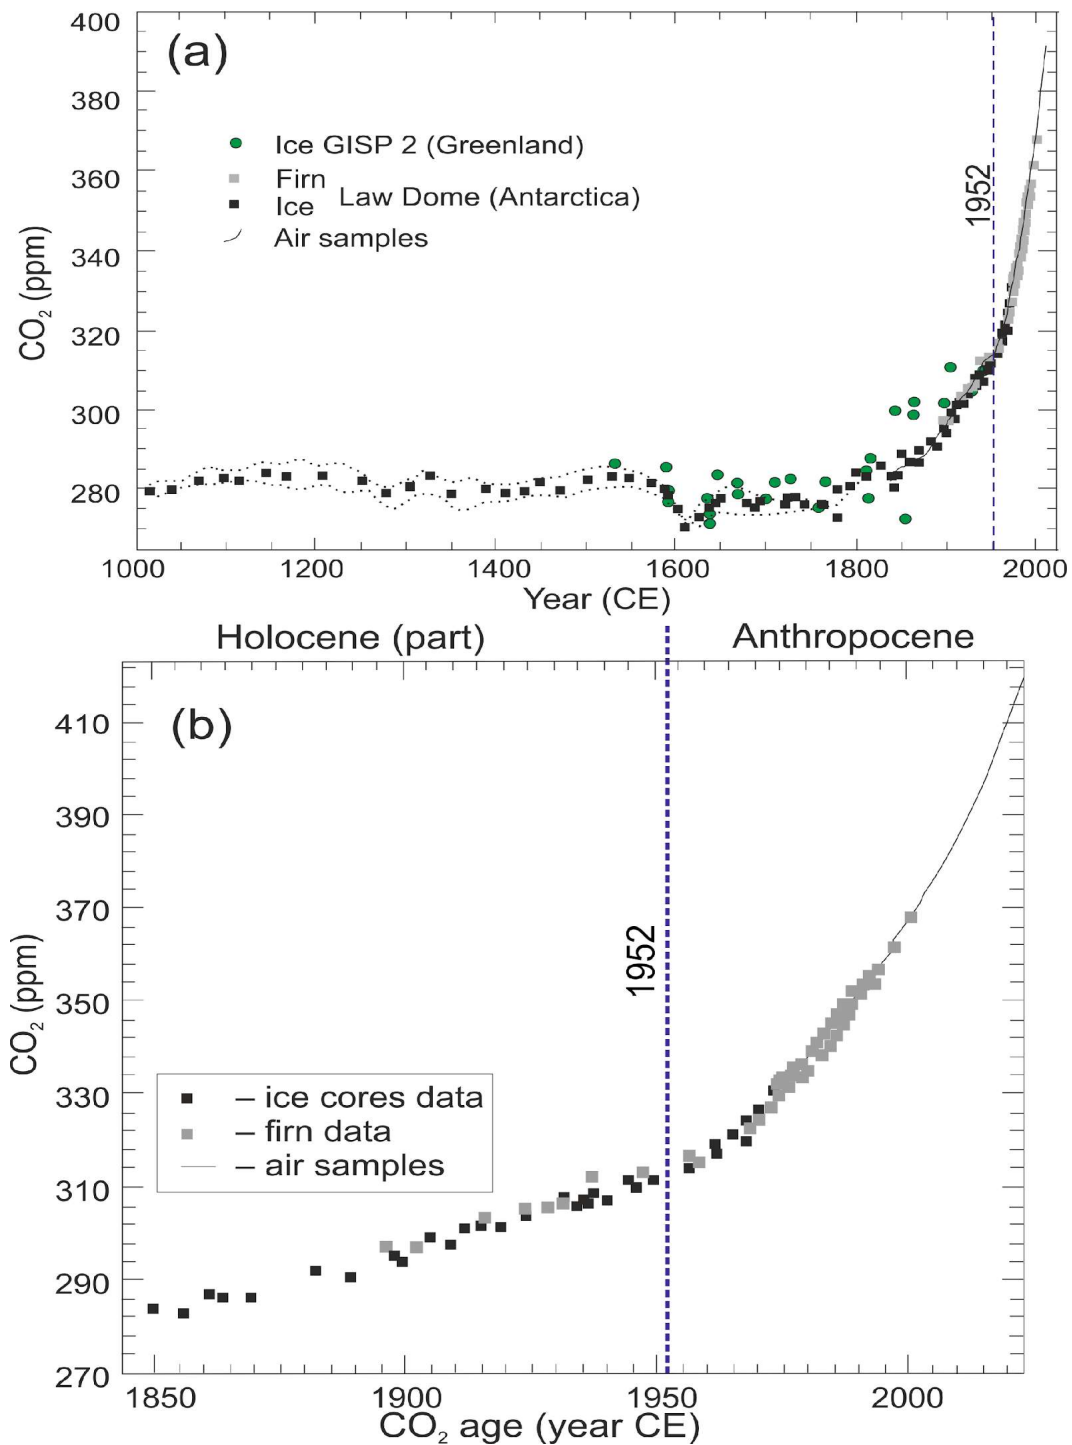 400
(a)
380
Ice GISP 2 (Greenland)
360
Firn
Ice
Law Dome (Antarctica)
1952
Air samples
340
CO₂ (ppm)
320
300
280
1000 1200 1400 1600 1800 2000
Year (CE)
Holocene (part) Anthropocene
(b)
410
390
370
1952
350
CO₂ (ppm)
330
– ice cores data
– firn data
– air samples
310
290
270
1850 1900 1950 2000
CO₂ age (year CE)